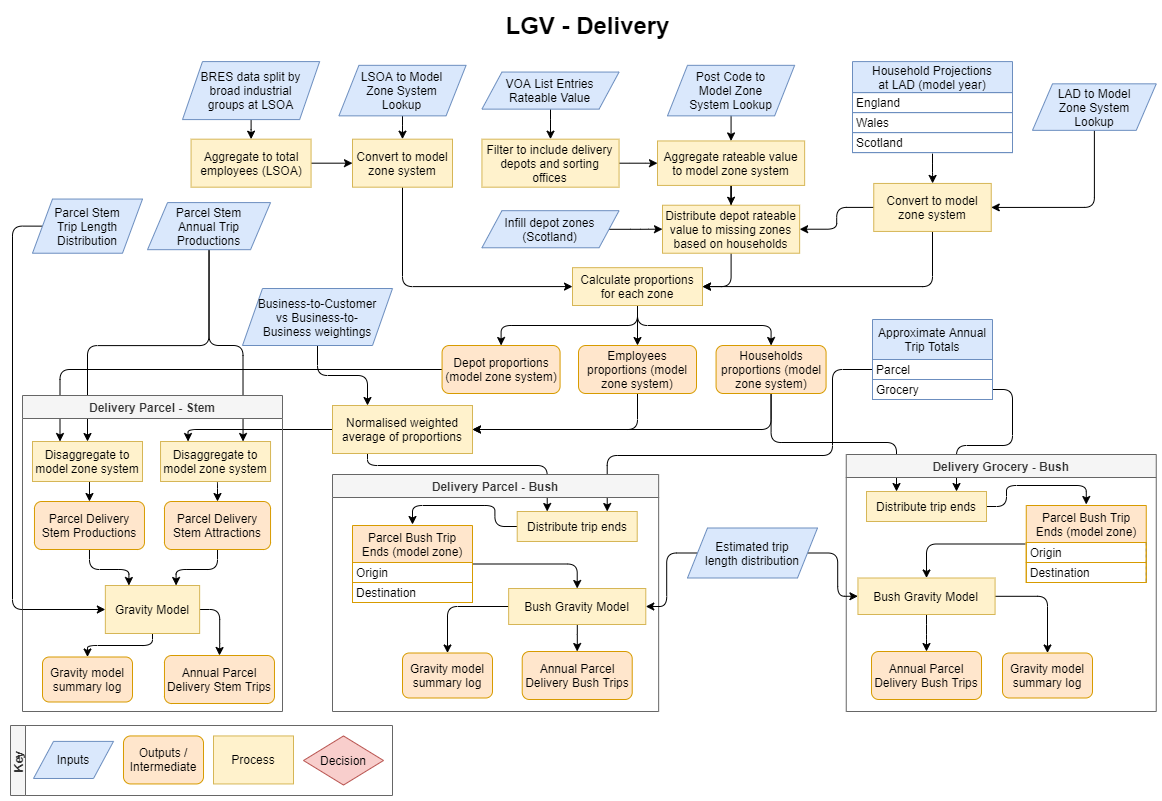 LGV - Delivery
BRES data split by
broad industrial
groups at LSOA
LSOA to Model
Zone System
Lookup
VOA List Entries
Rateable Value
Post Code to
Model Zone
System Lookup
Household Projections
at LAD (model year)
England
Wales
Scotland
LAD to Model
Zone System
Lookup
Aggregate to total
employees (LSOA)
Convert to model
zone system
Filter to include delivery
depots and sorting
offices
Aggregate rateable value
to model zone system
Convert to model
zone system
Parcel Stem
Trip Length
Distribution
Parcel Stem
Annual Trip
Productions
Infill depot zones
(Scotland)
Distribute depot rateable
value to missing zones
based on households
Calculate proportions
for each zone
Business-to-Customer
vs Business-to-
Business weightings
Depot proportions
(model zone system)
Employees
proportions (model
zone system)
Households
proportions (model
zone system)
Approximate Annual
Trip Totals
Parcel
Grocery
Delivery Parcel - Stem
Normalised weighted
average of proportions
Disaggregate to
model zone system
Disaggregate to
model zone system
Parcel Delivery
Stem Productions
Parcel Delivery
Stem Attractions
Gravity Model
Gravity model
summary log
Annual Parcel
Delivery Stem Trips
Delivery Parcel - Bush
Distribute trip ends
Parcel Bush Trip
Ends (model zone)
Origin
Destination
Bush Gravity Model
Gravity model
summary log
Annual Parcel
Delivery Bush Trips
Estimated trip
length distribution
Delivery Grocery - Bush
Distribute trip ends
Parcel Bush Trip
Ends (model zone)
Origin
Destination
Bush Gravity Model
Annual Parcel
Delivery Bush Trips
Gravity model
summary log
Key
Inputs
Outputs /
Intermediate
Process
Decision